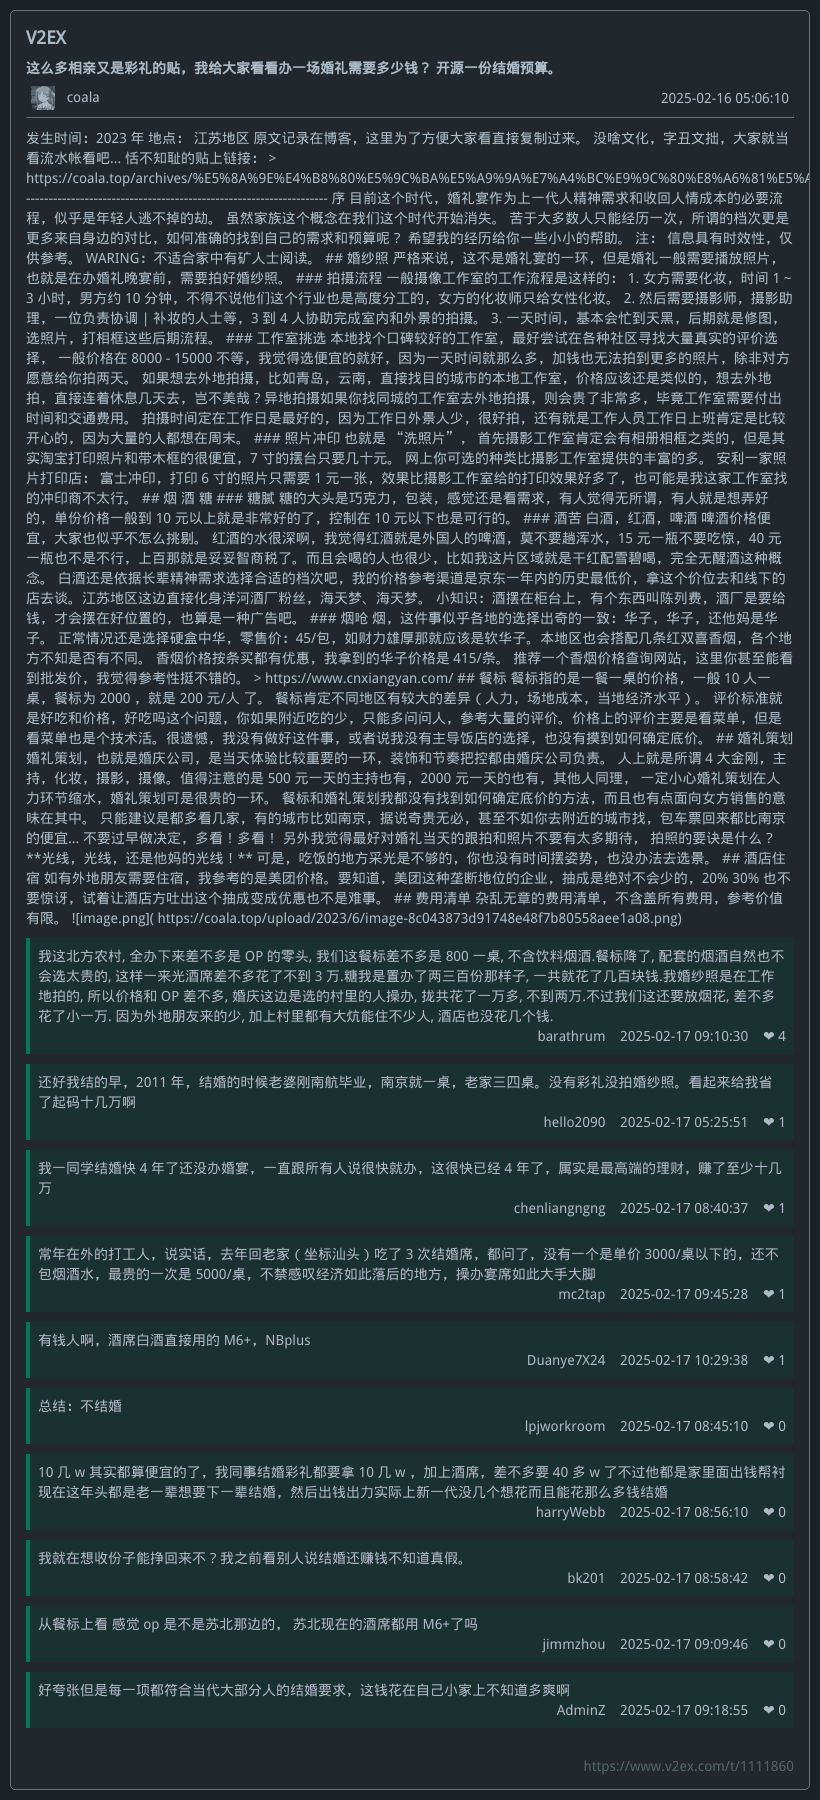 V2EX
这么多相亲又是彩礼的贴，我给大家看看办一场婚礼需要多少钱？ 开源一份结婚预算。
coala
2025-02-16 05:06:10
发生时间：2023 年 地点： 江苏地区 原文记录在博客，这里为了方便大家看直接复制过来。 没啥文化，字丑文拙，大家就当
看流水帐看吧... 恬不知耻的贴上链接： >
https://coala.top/archives/%E5%8A%9E%E4%B8%80%E5%9C%BA%E5%A9%9A%E7%A4%BC%E9%9C%80%E8%A6%81%E5%A
------------------------------------------------------------------- 序 目前这个时代，婚礼宴作为上一代人精神需求和收回人情成本的必要流
程，似乎是年轻人逃不掉的劫。 虽然家族这个概念在我们这个时代开始消失。 苦于大多数人只能经历一次，所谓的档次更是
更多来自身边的对比，如何准确的找到自己的需求和预算呢？ 希望我的经历给你一些小小的帮助。 注： 信息具有时效性，仅
供参考。 WARING：不适合家中有矿人士阅读。 ## 婚纱照 严格来说，这不是婚礼宴的一环，但是婚礼一般需要播放照片，
也就是在办婚礼晚宴前，需要拍好婚纱照。 ### 拍摄流程 一般摄像工作室的工作流程是这样的： 1. 女方需要化妆，时间 1 ~
3 小时，男方约 10 分钟，不得不说他们这个行业也是高度分工的，女方的化妆师只给女性化妆。 2. 然后需要摄影师，摄影助
理，一位负责协调 | 补妆的人士等，3 到 4 人协助完成室内和外景的拍摄。 3. 一天时间，基本会忙到天黑，后期就是修图，
选照片，打相框这些后期流程。 ### 工作室挑选 本地找个口碑较好的工作室，最好尝试在各种社区寻找大量真实的评价选
择， 一般价格在 8000 - 15000 不等，我觉得选便宜的就好，因为一天时间就那么多，加钱也无法拍到更多的照片，除非对方
愿意给你拍两天。 如果想去外地拍摄，比如青岛，云南，直接找目的城市的本地工作室，价格应该还是类似的，想去外地
拍，直接连着休息几天去，岂不美哉？异地拍摄如果你找同城的工作室去外地拍摄，则会贵了非常多，毕竟工作室需要付出
时间和交通费用。 拍摄时间定在工作日是最好的，因为工作日外景人少，很好拍，还有就是工作人员工作日上班肯定是比较
开心的，因为大量的人都想在周末。 ### 照片冲印 也就是 “洗照片”， 首先摄影工作室肯定会有相册相框之类的，但是其
实淘宝打印照片和带木框的很便宜，7 寸的摆台只要几十元。 网上你可选的种类比摄影工作室提供的丰富的多。 安利一家照
片打印店： 富士冲印，打印 6 寸的照片只需要 1 元一张，效果比摄影工作室给的打印效果好多了，也可能是我这家工作室找
的冲印商不太行。 ## 烟 酒 糖 ### 糖腻 糖的大头是巧克力，包装，感觉还是看需求，有人觉得无所谓，有人就是想弄好
的，单份价格一般到 10 元以上就是非常好的了，控制在 10 元以下也是可行的。 ### 酒苦 白酒，红酒，啤酒 啤酒价格便
宜，大家也似乎不怎么挑剔。 红酒的水很深啊，我觉得红酒就是外国人的啤酒，莫不要趟浑水，15 元一瓶不要吃惊，40 元
一瓶也不是不行，上百那就是妥妥智商税了。而且会喝的人也很少，比如我这片区域就是干红配雪碧喝，完全无醒酒这种概
念。 白酒还是依据长辈精神需求选择合适的档次吧，我的价格参考渠道是京东一年内的历史最低价，拿这个价位去和线下的
店去谈。江苏地区这边直接化身洋河酒厂粉丝，海天梦、海天梦。 小知识：酒摆在柜台上，有个东西叫陈列费，酒厂是要给
钱，才会摆在好位置的，也算是一种广告吧。 ### 烟呛 烟，这件事似乎各地的选择出奇的一致：华子，华子，还他妈是华
子。 正常情况还是选择硬盒中华，零售价：45/包，如财力雄厚那就应该是软华子。本地区也会搭配几条红双喜香烟，各个地
方不知是否有不同。 香烟价格按条买都有优惠，我拿到的华子价格是 415/条。 推荐一个香烟价格查询网站，这里你甚至能看
到批发价，我觉得参考性挺不错的。 > https://www.cnxiangyan.com/ ## 餐标 餐标指的是一餐一桌的价格，一般 10 人一
桌，餐标为 2000 ，就是 200 元/人 了。 餐标肯定不同地区有较大的差异（ 人力，场地成本，当地经济水平 ）。 评价标准就
是好吃和价格，好吃吗这个问题，你如果附近吃的少，只能多问问人，参考大量的评价。价格上的评价主要是看菜单，但是
看菜单也是个技术活。很遗憾，我没有做好这件事，或者说我没有主导饭店的选择，也没有摸到如何确定底价。 ## 婚礼策划
婚礼策划，也就是婚庆公司，是当天体验比较重要的一环，装饰和节奏把控都由婚庆公司负责。 人上就是所谓 4 大金刚，主
持，化妆，摄影，摄像。值得注意的是 500 元一天的主持也有，2000 元一天的也有，其他人同理， 一定小心婚礼策划在人
力环节缩水，婚礼策划可是很贵的一环。 餐标和婚礼策划我都没有找到如何确定底价的方法，而且也有点面向女方销售的意
味在其中。 只能建议是都多看几家，有的城市比如南京，据说奇贵无必，甚至不如你去附近的城市找，包车票回来都比南京
的便宜... 不要过早做决定，多看！多看！ 另外我觉得最好对婚礼当天的跟拍和照片不要有太多期待， 拍照的要诀是什么？
**光线，光线，还是他妈的光线！** 可是，吃饭的地方采光是不够的，你也没有时间摆姿势，也没办法去选景。 ## 酒店住
宿 如有外地朋友需要住宿，我参考的是美团价格。要知道，美团这种垄断地位的企业，抽成是绝对不会少的，20% 30% 也不
要惊讶，试着让酒店方吐出这个抽成变成优惠也不是难事。 ## 费用清单 杂乱无章的费用清单，不含盖所有费用，参考价值
有限。 ![image.png]( https://coala.top/upload/2023/6/image-8c043873d91748e48f7b80558aee1a08.png)
我这北方农村, 全办下来差不多是 OP 的零头, 我们这餐标差不多是 800 一桌, 不含饮料烟酒.餐标降了, 配套的烟酒自然也不
会选太贵的, 这样一来光酒席差不多花了不到 3 万.糖我是置办了两三百份那样子, 一共就花了几百块钱.我婚纱照是在工作
地拍的, 所以价格和 OP 差不多, 婚庆这边是选的村里的人操办, 拢共花了一万多, 不到两万.不过我们这还要放烟花, 差不多
花了小一万. 因为外地朋友来的少, 加上村里都有大炕能住不少人, 酒店也没花几个钱.
barathrum 2025-02-17 09:10:30 ❤ 4
还好我结的早，2011 年，结婚的时候老婆刚南航毕业，南京就一桌，老家三四桌。没有彩礼没拍婚纱照。看起来给我省
了起码十几万啊
hello2090 2025-02-17 05:25:51 ❤ 1
我一同学结婚快 4 年了还没办婚宴，一直跟所有人说很快就办，这很快已经 4 年了，属实是最高端的理财，赚了至少十几
万
chenliangngng 2025-02-17 08:40:37 ❤ 1
常年在外的打工人，说实话，去年回老家（ 坐标汕头 ）吃了 3 次结婚席，都问了，没有一个是单价 3000/桌以下的，还不
包烟酒水，最贵的一次是 5000/桌，不禁感叹经济如此落后的地方，操办宴席如此大手大脚
mc2tap 2025-02-17 09:45:28 ❤ 1
有钱人啊，酒席白酒直接用的 M6+，NBplus
Duanye7X24 2025-02-17 10:29:38 ❤ 1
总结：不结婚
lpjworkroom 2025-02-17 08:45:10 ❤ 0
10 几 w 其实都算便宜的了，我同事结婚彩礼都要拿 10 几 w ，加上酒席，差不多要 40 多 w 了不过他都是家里面出钱帮衬
现在这年头都是老一辈想要下一辈结婚，然后出钱出力实际上新一代没几个想花而且能花那么多钱结婚
harryWebb 2025-02-17 08:56:10 ❤ 0
我就在想收份子能挣回来不？我之前看别人说结婚还赚钱不知道真假。
bk201 2025-02-17 08:58:42 ❤ 0
从餐标上看 感觉 op 是不是苏北那边的， 苏北现在的酒席都用 M6+了吗
jimmzhou 2025-02-17 09:09:46 ❤ 0
好夸张但是每一项都符合当代大部分人的结婚要求，这钱花在自己小家上不知道多爽啊
AdminZ 2025-02-17 09:18:55 ❤ 0
https://www.v2ex.com/t/1111860